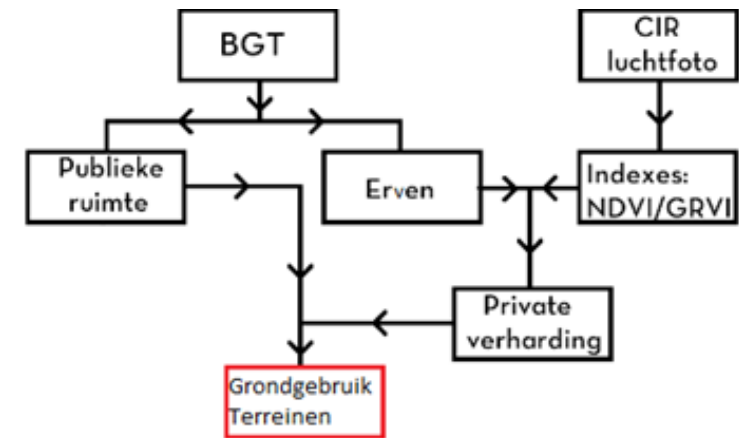 BGT
CIR
luchtfoto
Publieke
ruimte
Erven
Indexes:
NDVI/GRVI
Private
verharding
Grondgebruik
Terreinen